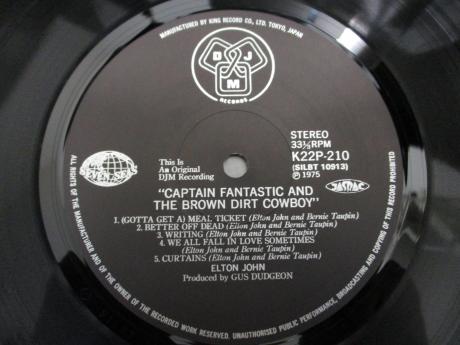 MANUFACTURED BY KING RECORD CO., LTD. TOKYO, JAPAN
D J M
RECORDS
STEREO
33⅓RPM
K22P-210
(SILBT 10913)
Ⓟ1975
This Is
An Original
DJM Recording
SEVEN SEAS
JASRAC
"CAPTAIN FANTASTIC AND
THE BROWN DIRT COWBOY"
1. (GOTTA GET A) MEAL TICKET (Elton John and Bernie Taupin)
2. BETTER OFF DEAD (Elton John and Bernie Taupin)
3. WRITING (Elton John and Bernie Taupin)
4. WE ALL FALL IN LOVE SOMETIMES
(Elton John and Bernie Taupin)
5. CURTAINS (Elton John and Bernie Taupin)
ELTON JOHN
Produced by GUS DUDGEON
ALL RIGHTS OF THE MANUFACTURER AND OF THE OWNER OF THE RECORDED WORK RESERVED. UNAUTHORISED PUBLIC PERFORMANCE, BROADCASTING AND COPYING OF THIS RECORD PROHIBITED